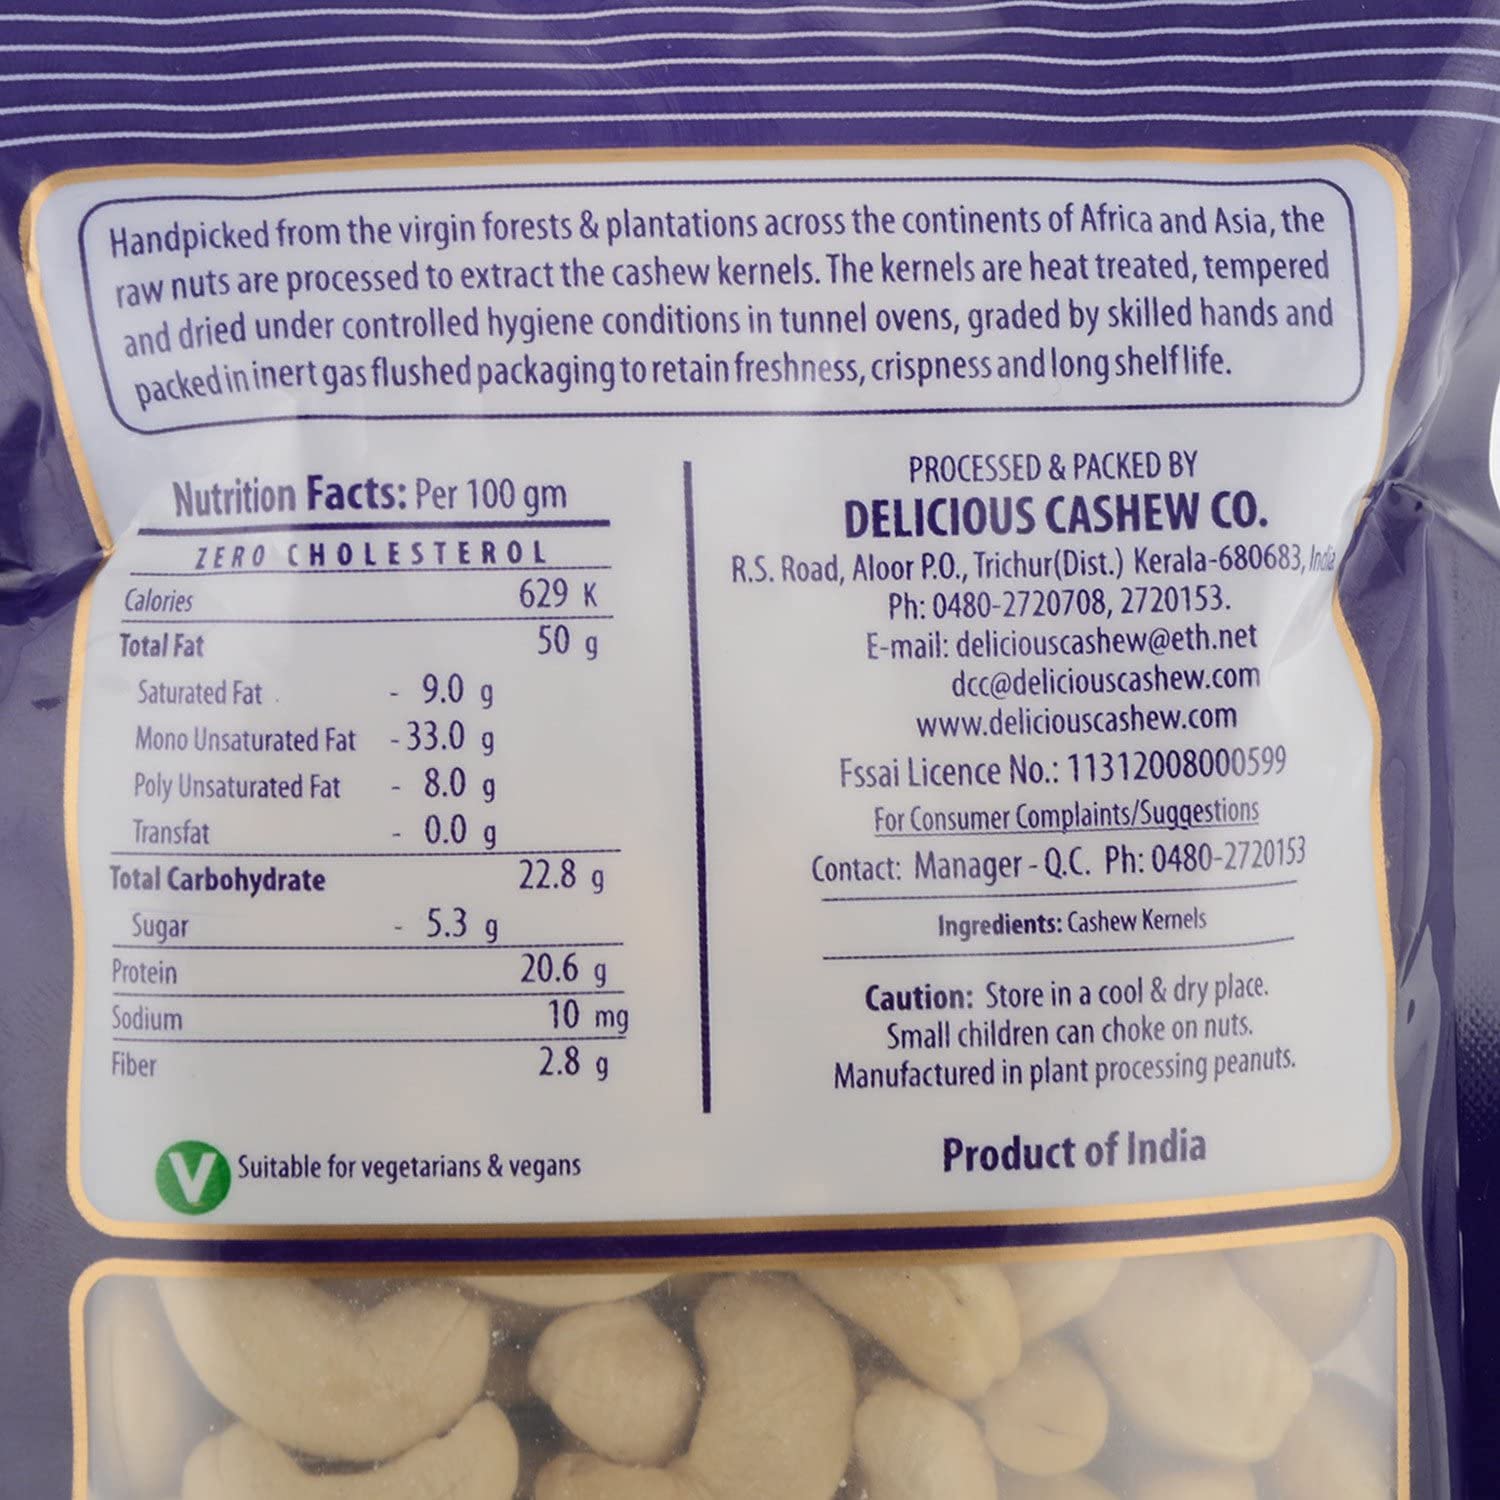 Handpicked from the virgin forests & plantations across the continents of Africa and Asia, the
raw nuts are processed to extract the cashew kernels. The kernels are heat treated, tempered
and dried under controlled hygiene conditions in tunnel ovens, graded by skilled hands and
packed in inert gas flushed packaging to retain freshness, crispness and long shelf life.
Nutrition Facts: Per 100 gm
ZERO CHOLESTEROL
Calories 629 K
Total Fat 50 g
Saturated Fat - 9.0 g
Mono Unsaturated Fat - 33.0 g
Poly Unsaturated Fat - 8.0 g
Transfat - 0.0 g
Total Carbohydrate 22.8 g
Sugar - 5.3 g
Protein 20.6 g
Sodium 10 mg
Fiber 2.8 g
V Suitable for vegetarians & vegans
PROCESSED & PACKED BY
DELICIOUS CASHEW CO.
R.S. Road, Aloor P.O., Trichur(Dist.) Kerala-680683, India
Ph: 0480-2720708, 2720153.
E-mail: deliciouscashew@eth.net
dcc@deliciouscashew.com
www.deliciouscashew.com
Fssai Licence No.: 11312008000599
For Consumer Complaints/Suggestions
Contact: Manager - Q.C. Ph: 0480-2720153
Ingredients: Cashew Kernels
Caution: Store in a cool & dry place.
Small children can choke on nuts.
Manufactured in plant processing peanuts.
Product of India